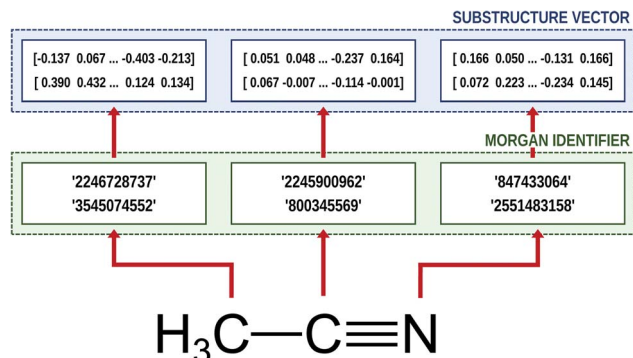 SUBSTRUCTURE VECTOR
[-0.137 0.067 ... -0.403 -0.213]
[ 0.390 0.432 ... 0.124 0.134]
[ 0.051 0.048 ... -0.237 0.164]
[ 0.067 -0.007 ... -0.114 -0.001]
[ 0.166 0.050 ... -0.131 0.166]
[ 0.072 0.223 ... -0.234 0.145]
MORGAN IDENTIFIER
'2246728737'
'3545074552'
'2245900962'
'800345569'
'847433064'
'2551483158'
H₃C—C≡N